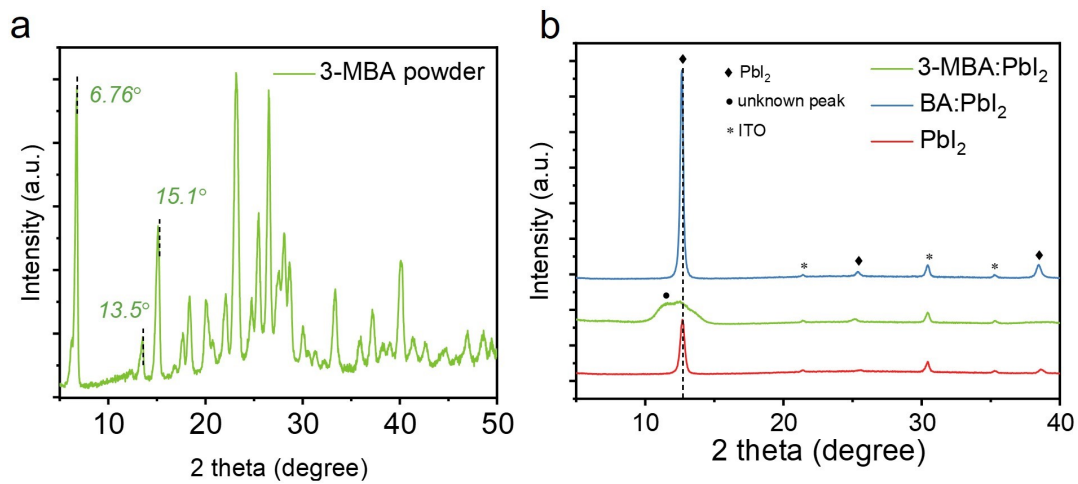 a
3-MBA powder
6.76°
15.1°
13.5°
Intensity (a.u.)
10 20 30 40 50
2 theta (degree)
b
♦ PbI₂
● unknown peak
* ITO
3-MBA:PbI₂
BA:PbI₂
PbI₂
Intensity (a.u.)
10 20 30 40
2 theta (degree)